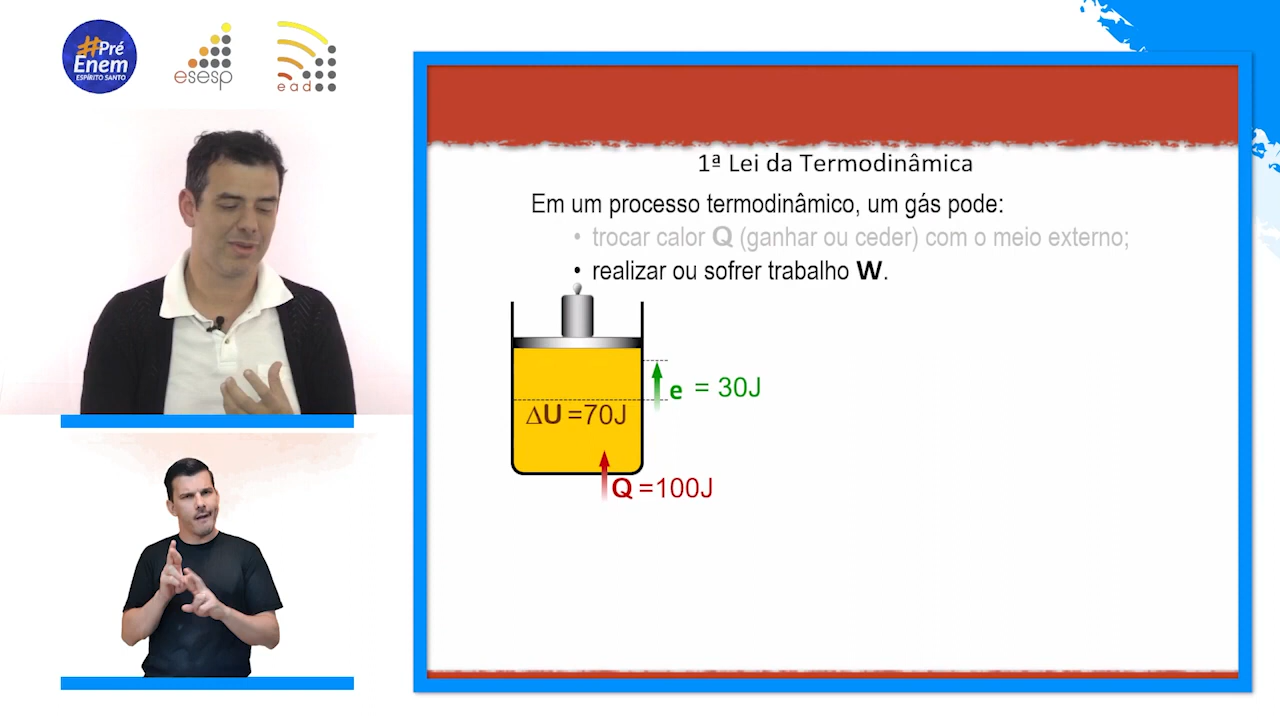 #Pré
Enem
ESPÍRITO SANTO
esesp
ead
1ª Lei da Termodinâmica
Em um processo termodinâmico, um gás pode:
• trocar calor Q (ganhar ou ceder) com o meio externo;
• realizar ou sofrer trabalho W.
e = 30J
∆U =70J
Q =100J